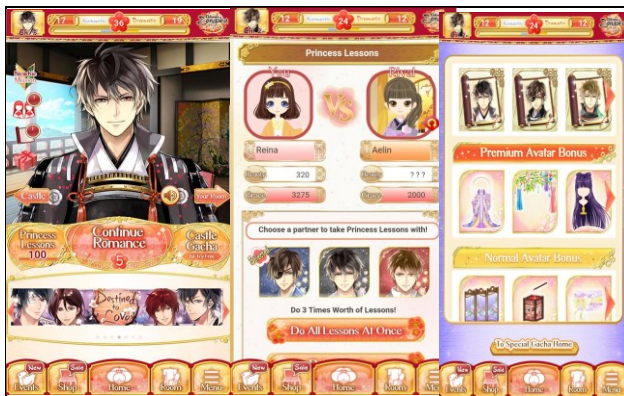 17 Romantic 36 Dramatic 19
Castle
Your Room
Princess
Lessons
100
Continue
Romance
5
Castle
Gacha
Destined
to
Love
New
Events
Sale
Shop
Home
Room
Menu
12 Romantic 24 Dramatic 12
Princess Lessons
You
VS
Rival
Reina
Aelin
Beauty 320
Beauty ???
Grace 3275
Grace 2000
Choose a partner to take Princess Lessons with!
Do 3 Times Worth of Lessons!
Do All Lessons At Once
New
Events
Sale
Shop
Home
Room
Menu
12 Romantic 24 Dramatic 12
Premium Avatar Bonus
Normal Avatar Bonus
To Special Gacha Home
New
Events
Sale
Shop
Home
Room
Menu